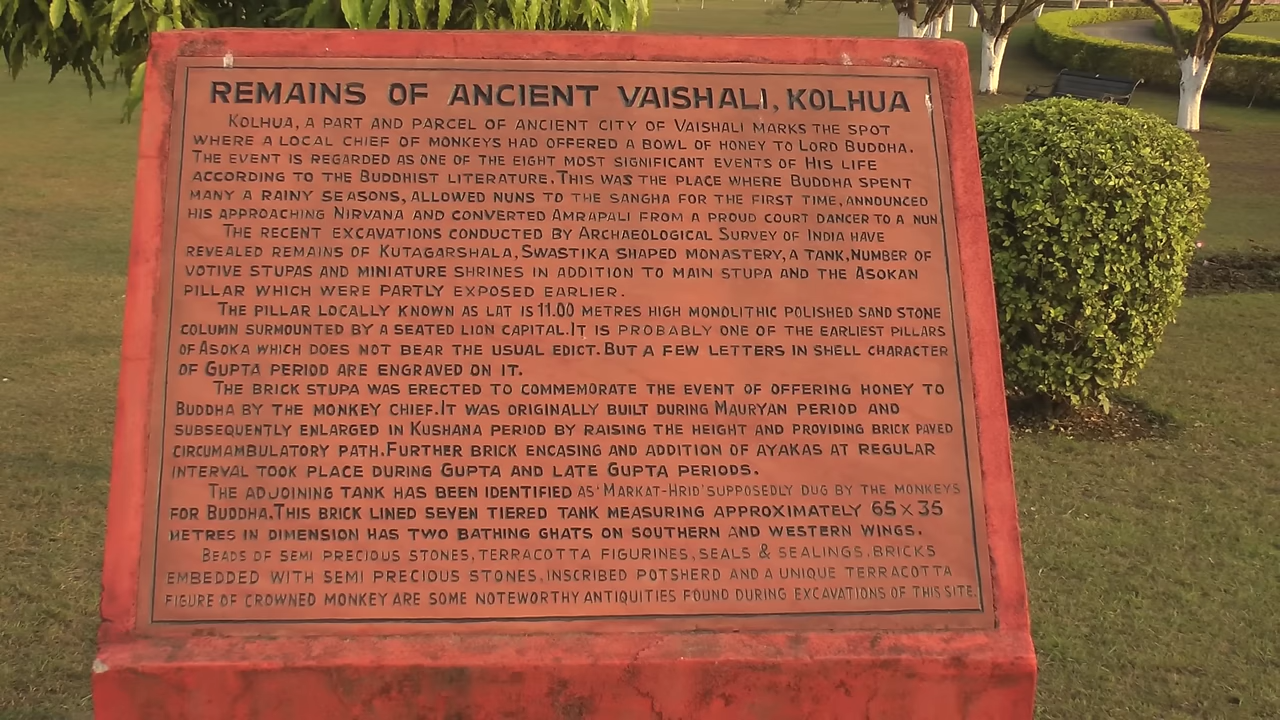 REMAINS OF ANCIENT VAISHALI, KOLHUA
KOLHUA, A PART AND PARCEL OF ANCIENT CITY OF VAISHALI MARKS THE SPOT
WHERE A LOCAL CHIEF OF MONKEYS HAD OFFERED A BOWL OF HONEY TO LORD BUDDHA.
THE EVENT IS REGARDED AS ONE OF THE EIGHT MOST SIGNIFICANT EVENTS OF HIS LIFE
ACCORDING TO THE BUDDHIST LITERATURE. THIS WAS THE PLACE WHERE BUDDHA SPENT
MANY A RAINY SEASONS, ALLOWED NUNS TO THE SANGHA FOR THE FIRST TIME, ANNOUNCED
HIS APPROACHING NIRVANA AND CONVERTED AMRAPALI FROM A PROUD COURT DANCER TO A NUN
THE RECENT EXCAVATIONS CONDUCTED BY ARCHAEOLOGICAL SURVEY OF INDIA HAVE
REVEALED REMAINS OF KUTAGARSHALA, SWASTIKA SHAPED MONASTERY, A TANK, NUMBER OF
VOTIVE STUPAS AND MINIATURE SHRINES IN ADDITION TO MAIN STUPA AND THE ASOKAN
PILLAR WHICH WERE PARTLY EXPOSED EARLIER.
THE PILLAR LOCALLY KNOWN AS LAT IS 11.00 METRES HIGH MONOLITHIC POLISHED SAND STONE
COLUMN SURMOUNTED BY A SEATED LION CAPITAL. IT IS PROBABLY ONE OF THE EARLIEST PILLARS
OF ASOKA WHICH DOES NOT BEAR THE USUAL EDICT. BUT A FEW LETTERS IN SHELL CHARACTER
OF GUPTA PERIOD ARE ENGRAVED ON IT.
THE BRICK STUPA WAS ERECTED TO COMMEMORATE THE EVENT OF OFFERING HONEY TO
BUDDHA BY THE MONKEY CHIEF. IT WAS ORIGINALLY BUILT DURING MAURYAN PERIOD AND
SUBSEQUENTLY ENLARGED IN KUSHANA PERIOD BY RAISING THE HEIGHT AND PROVIDING BRICK PAVED
CIRCUMAMBULATORY PATH. FURTHER BRICK ENCASING AND ADDITION OF AYAKAS AT REGULAR
INTERVAL TOOK PLACE DURING GUPTA AND LATE GUPTA PERIODS.
THE ADJOINING TANK HAS BEEN IDENTIFIED AS 'MARKAT-HRID' SUPPOSEDLY DUG BY THE MONKEYS
FOR BUDDHA. THIS BRICK LINED SEVEN TIERED TANK MEASURING APPROXIMATELY 65 × 35
METRES IN DIMENSION HAS TWO BATHING GHATS ON SOUTHERN AND WESTERN WINGS.
BEADS OF SEMI PRECIOUS STONES, TERRACOTTA FIGURINES, SEALS & SEALINGS, BRICKS
EMBEDDED WITH SEMI PRECIOUS STONES, INSCRIBED POTSHERD AND A UNIQUE TERRACOTTA
FIGURE OF CROWNED MONKEY ARE SOME NOTEWORTHY ANTIQUITIES FOUND DURING EXCAVATIONS OF THIS SITE.